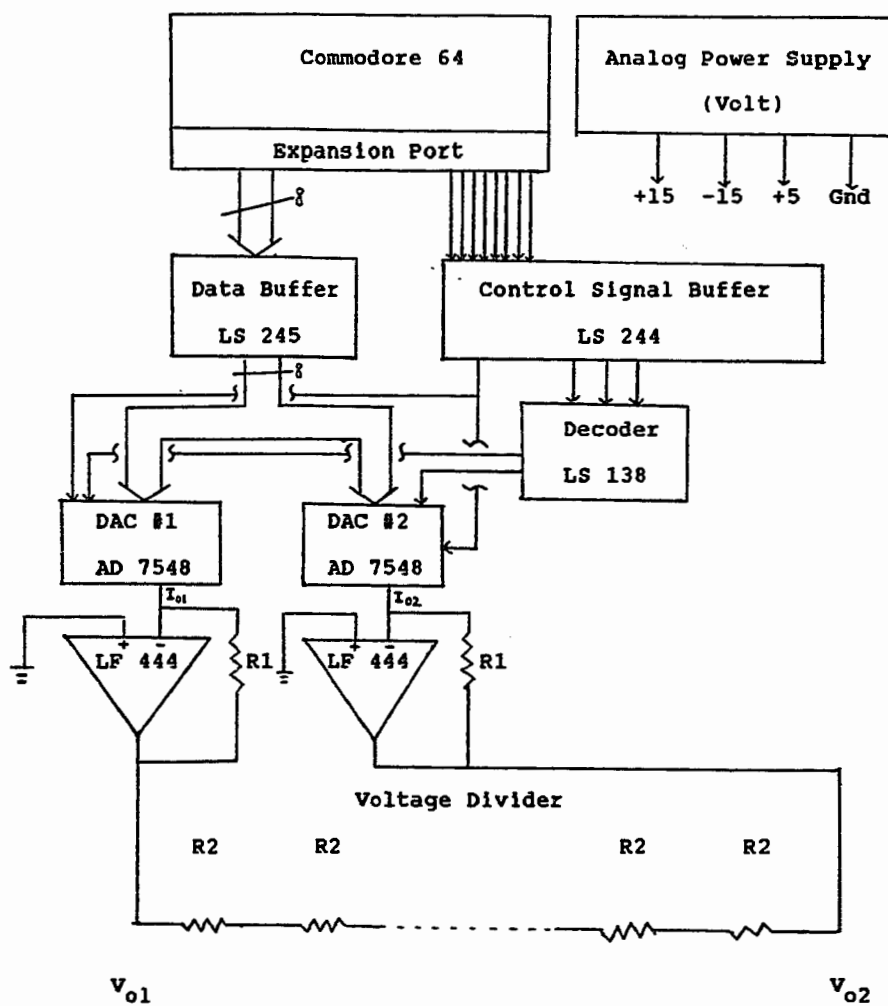 Commodore 64
Expansion Port
Analog Power Supply
(Volt)
+15 -15 +5 Gnd
8
Data Buffer
LS 245
Control Signal Buffer
LS 244
8
Decoder
LS 138
DAC #1
AD 7548
DAC #2
AD 7548
Io1
Io2
+ -
LF 444
R1
+ -
LF 444
R1
Voltage Divider
R2 R2 R2 R2
Vo1 Vo2